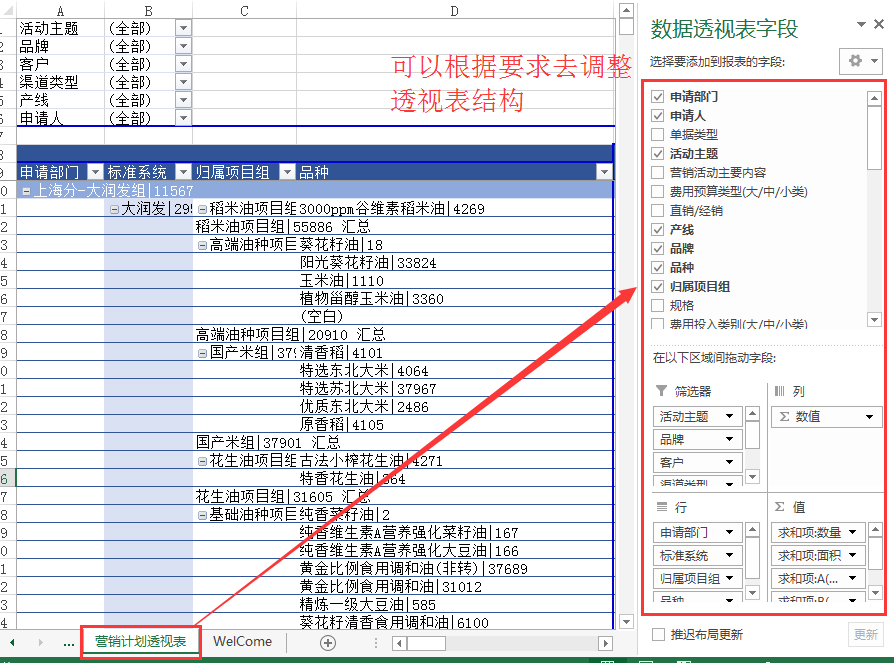 A B C D
活动主题 (全部)
品牌 (全部)
客户 (全部)
渠道类型 (全部)
产线 (全部)
申请人 (全部)
可以根据要求去调整
透视表结构
申请部门 标准系统 归属项目组 品种
上海分-大润发组|11567
大润发|295 稻米油项目组 3000ppm谷维素稻米油|4269
稻米油项目组|55886 汇总
高端油种项目 葵花籽油|18
阳光葵花籽油|33824
玉米油|1110
植物甾醇玉米油|3360
(空白)
高端油种项目组|20910 汇总
国产米组|379 清香稻|4101
特选东北大米|4064
特选苏北大米|37967
优质东北大米|2486
原香稻|4105
国产米组|37901 汇总
花生油项目组 古法小榨花生油|4271
特香花生油|364
花生油项目组|31605 汇总
基础油种项目 纯香菜籽油|2
纯香维生素A营养强化菜籽油|167
纯香维生素A营养强化大豆油|166
黄金比例食用调和油(非转)|37689
黄金比例食用调和油|31012
精炼一级大豆油|585
葵花籽清香食用调和油|6100
... 营销计划透视表 WelCome
数据透视表字段
选择要添加到报表的字段:
申请部门
申请人
单据类型
活动主题
营销活动主要内容
费用预算类型(大/中/小类)
直销/经销
产线
品牌
品种
归属项目组
规格
费用投入类别(大/中/小类)
在以下区域间拖动字段:
筛选器
活动主题
品牌
客户
渠道类型
列
Σ 数值
行
申请部门
标准系统
归属项目组
品种
Σ 值
求和项:数量
求和项:面积
求和项:A(...
求和项:B(...
推迟布局更新 更新